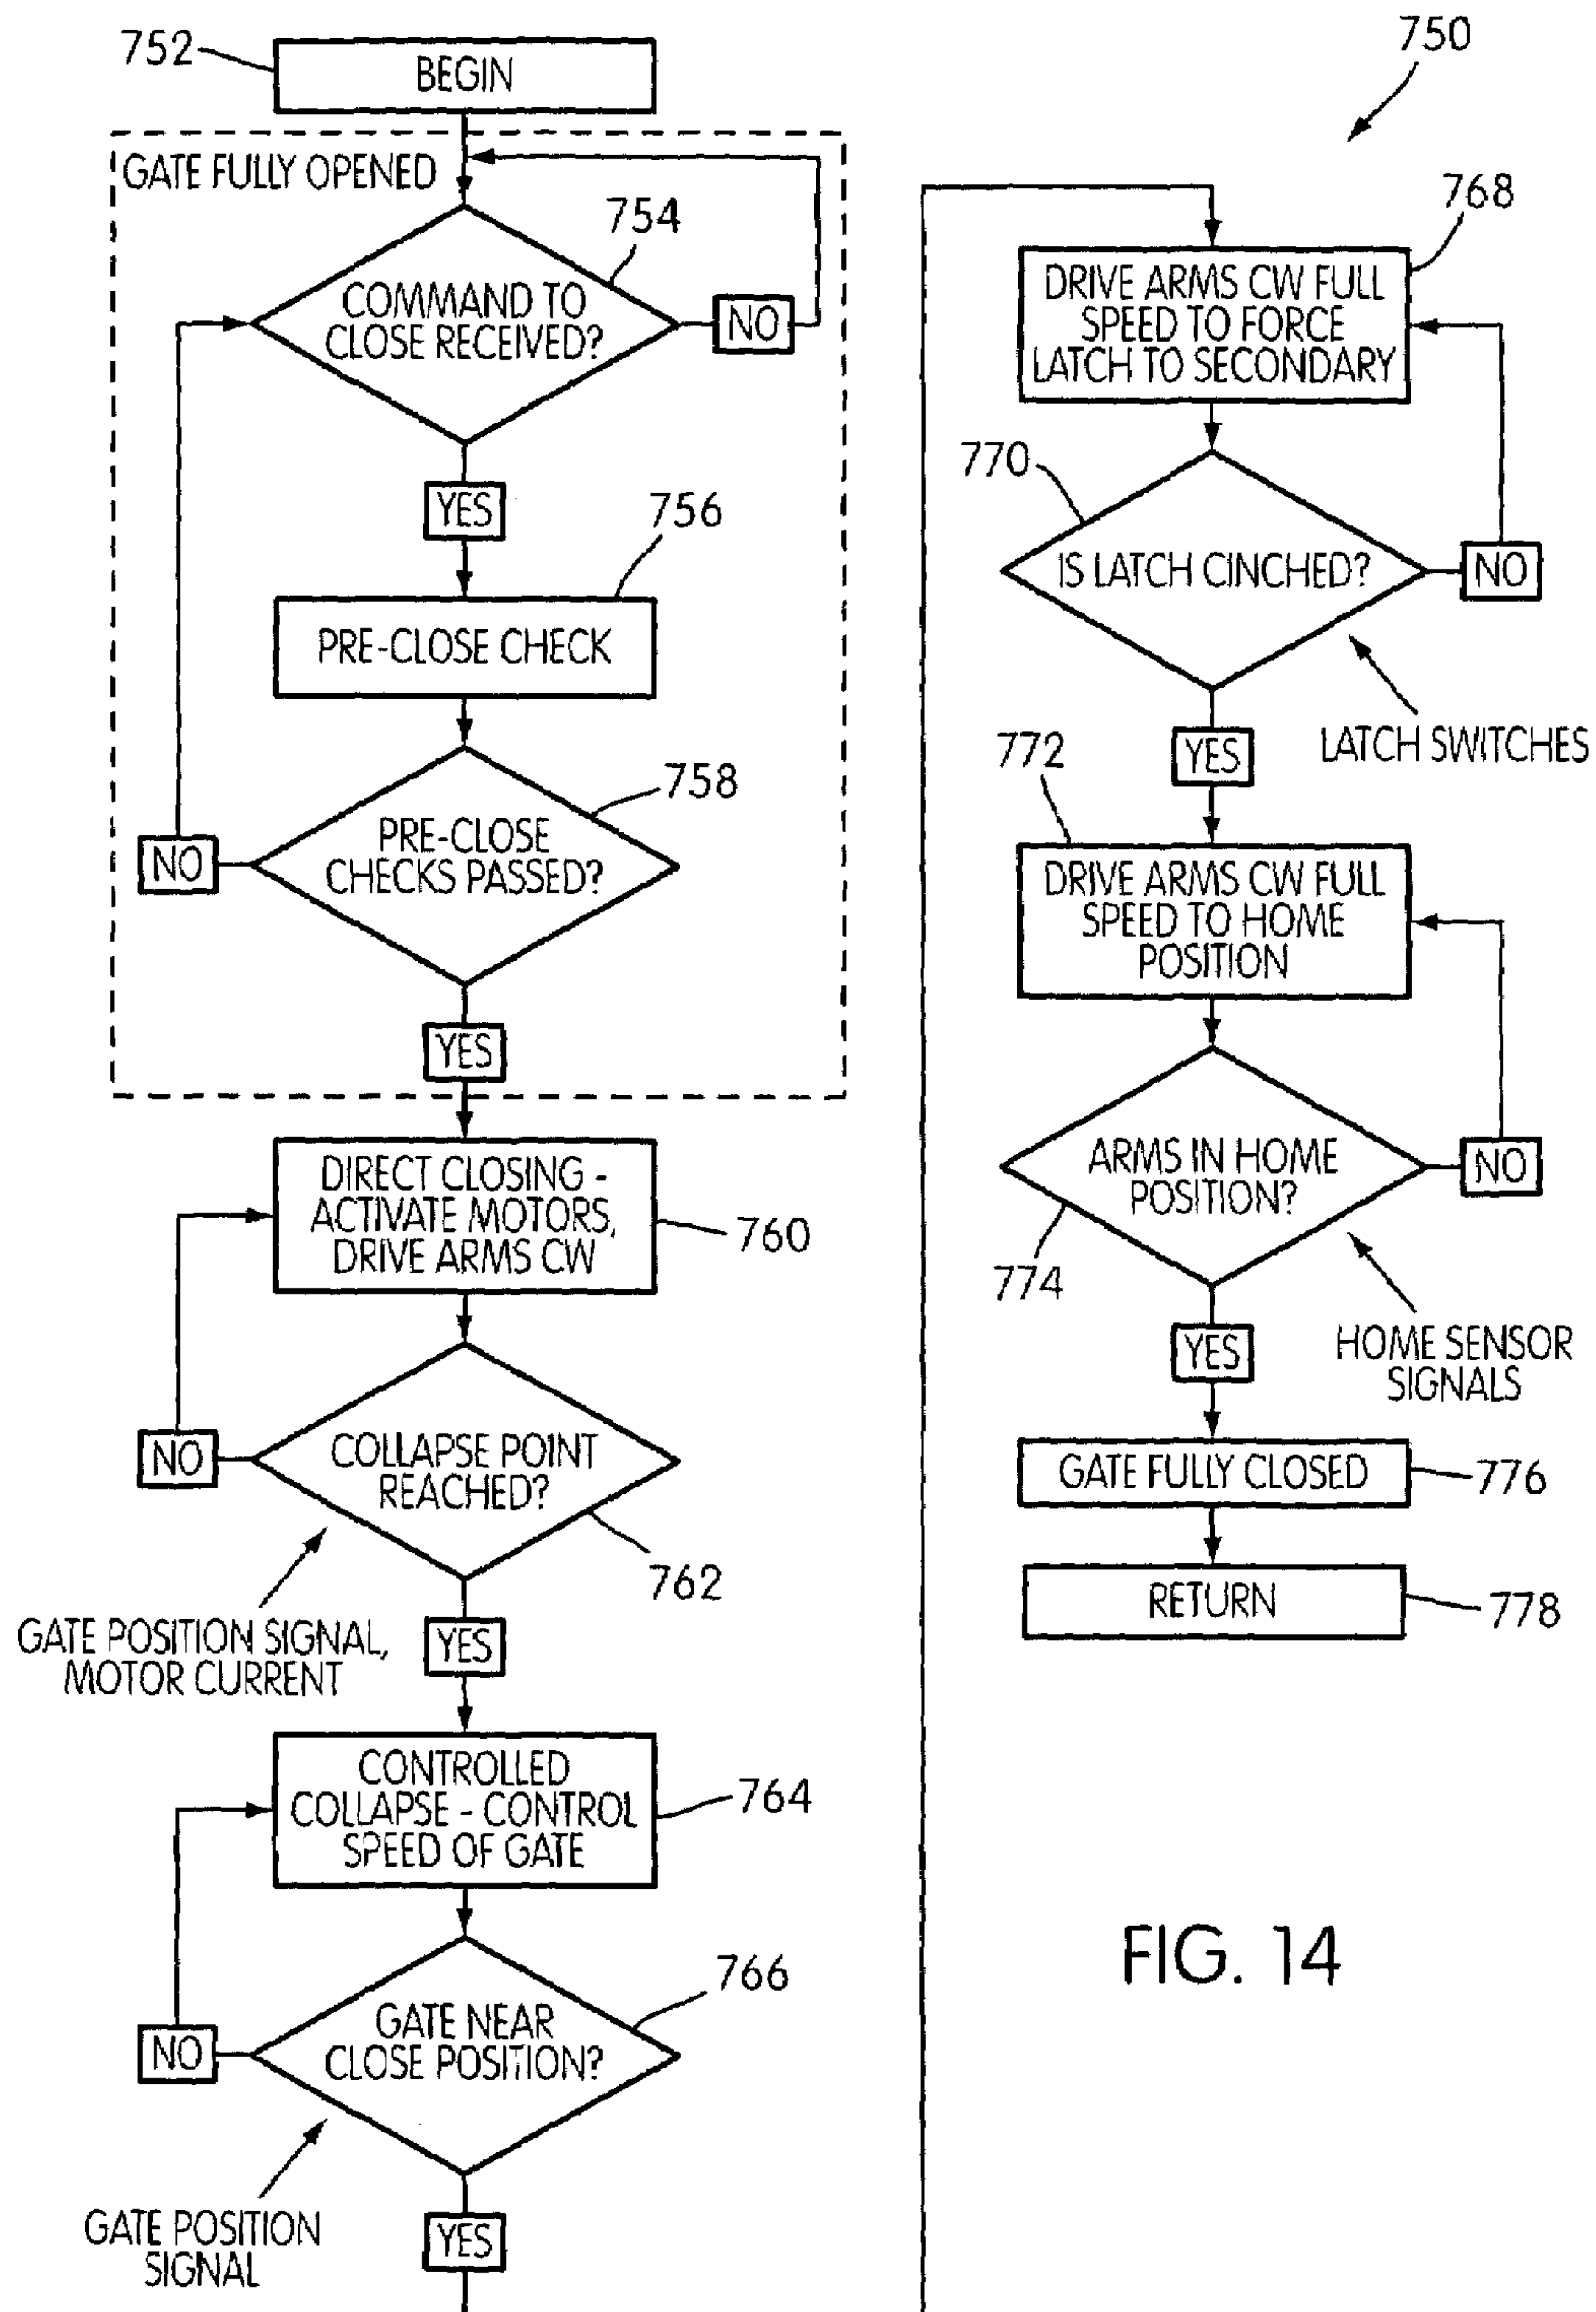 752
BEGIN
GATE FULLY OPENED
754
COMMAND TO
CLOSE RECEIVED?
NO
YES
756
PRE-CLOSE CHECK
758
PRE-CLOSE
CHECKS PASSED?
NO
YES
DIRECT CLOSING -
ACTIVATE MOTORS,
DRIVE ARMS CW
760
COLLAPSE POINT
REACHED?
NO
762
GATE POSITION SIGNAL,
MOTOR CURRENT
YES
CONTROLLED
COLLAPSE - CONTROL
SPEED OF GATE
764
766
GATE NEAR
CLOSE POSITION?
NO
GATE POSITION
SIGNAL
YES
750
768
DRIVE ARMS CW FULL
SPEED TO FORCE
LATCH TO SECONDARY
770
IS LATCH CINCHED?
NO
LATCH SWITCHES
YES
772
DRIVE ARMS CW FULL
SPEED TO HOME
POSITION
ARMS IN HOME
POSITION?
NO
774
HOME SENSOR
SIGNALS
YES
GATE FULLY CLOSED
776
RETURN
778
FIG. 14